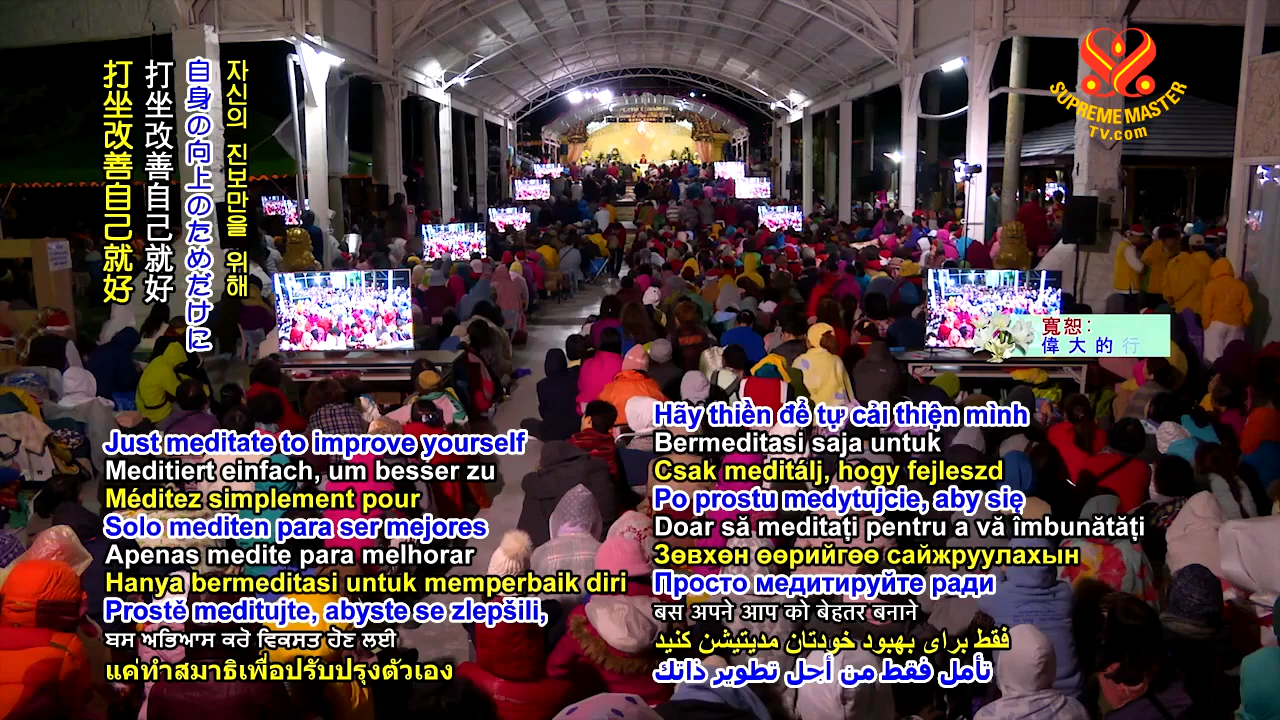 打坐改善自己就好
打坐改善自己就好
自身の向上のためだけに
자신의 진보만을 위해
SUPREME MASTER
TV.com
寬恕：
偉大的行
Just meditate to improve yourself
Meditiert einfach, um besser zu
Méditez simplement pour
Solo mediten para ser mejores
Apenas medite para melhorar
Hanya bermeditasi untuk memperbaik diri
Prostě meditujte, abyste se zlepšili,
ਬਸ ਅਭਿਆਸ ਕਰੋ ਵਿਕਸਤ ਹੋਣ ਲਈ
แค่ทำสมาธิเพื่อปรับปรุงตัวเอง
Hãy thiền để tự cải thiện mình
Bermeditasi saja untuk
Csak meditálj, hogy fejleszd
Po prostu medytujcie, aby się
Doar să meditați pentru a vă îmbunătăți
Зөвхөн өөрийгөө сайжруулахын
Просто медитируйте ради
बस अपने आप को बेहतर बनाने
فقط برای بهبود خودتان مدیتیشن کنید
تأمل فقط من أجل تطوير ذاتك